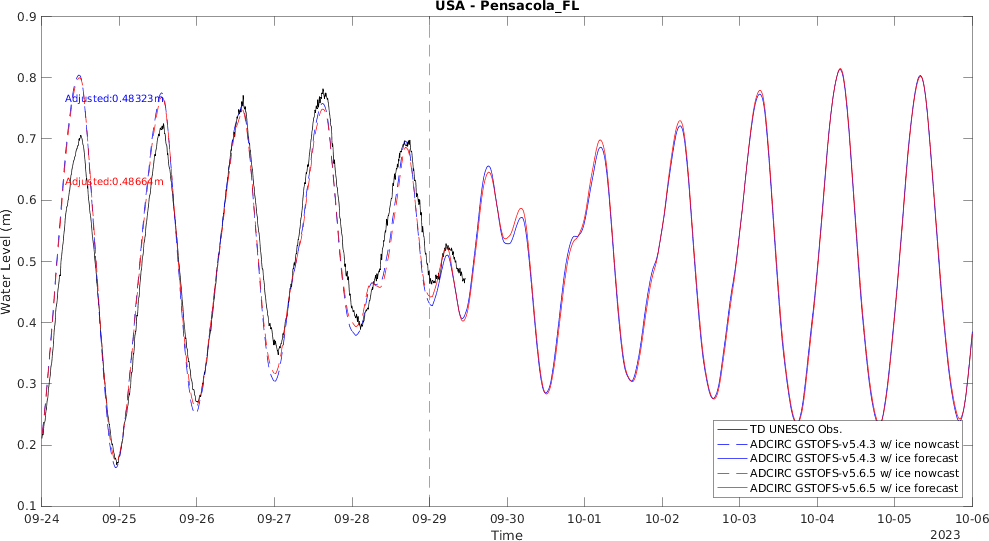 USA - Pensacola_FL
0.9
0.8
0.7
0.6
0.5
0.4
0.3
0.2
0.1
Water Level (m)
Adjusted:0.48323m
Adjusted:0.48664m
TD UNESCO Obs.
ADCIRC GSTOFS-v5.4.3 w/ ice nowcast
ADCIRC GSTOFS-v5.4.3 w/ ice forecast
ADCIRC GSTOFS-v5.6.5 w/ ice nowcast
ADCIRC GSTOFS-v5.6.5 w/ ice forecast
09-24 09-25 09-26 09-27 09-28 09-29 09-30 10-01 10-02 10-03 10-04 10-05 10-06
Time
2023